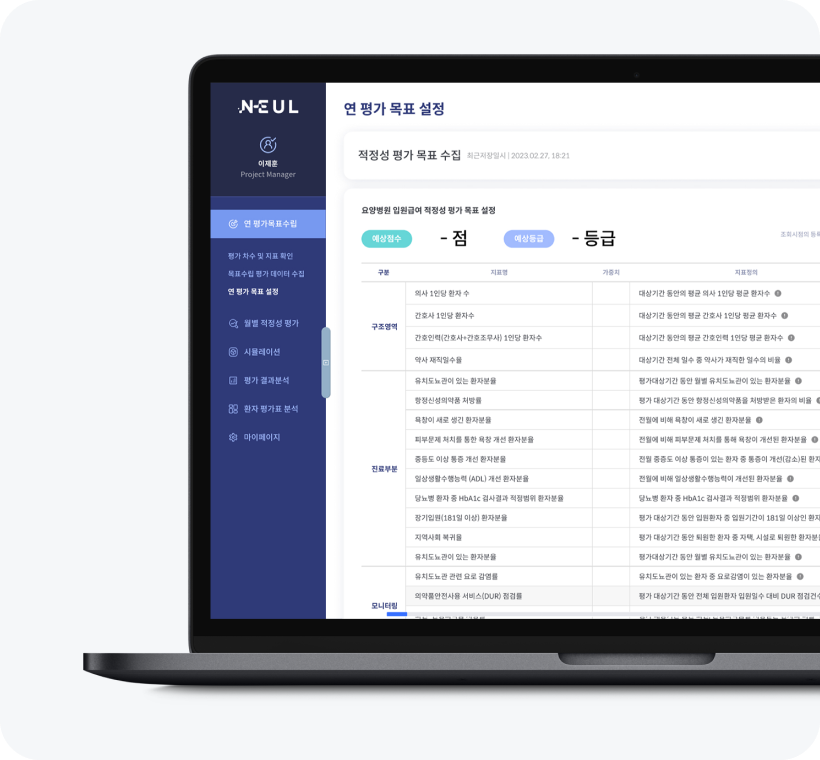 NEUL
이재훈
Project Manager
연 평가목표수립
평가 차수 및 지표 확인
목표수립 평가 데이터 수집
연 평가 목표 설정
월별 적정성 평가
시뮬레이션
평가 결과분석
환자 평가표 분석
마이페이지
연 평가 목표 설정
적정성 평가 목표 수집 최근저장일시 | 2023.02.27, 18:21
요양병원 입원급여 적정성 평가 목표 설정
예상점수 - 점 예상등급 - 등급 조회시점의 등록
구분 지표명 가중치 지표정의
구조영역
의사 1인당 환자 수 대상기간 동안의 평균 의사 1인당 평균 환자수
간호사 1인당 환자수 대상기간 동안의 평균 간호사 1인당 평균 환자수
간호인력(간호사+간호조무사) 1인당 환자수 대상기간 동안의 평균 간호인력 1인당 평균 환자수
약사 재직일수율 대상기간 전체 일수 중 약사가 재직한 일수의 비율
진료부분
유치도뇨관이 있는 환자분율 평가대상기간 동안 월별 유치도뇨관이 있는 환자분율
항정신성의약품 처방률 평가 대상기간 동안 항정신성의약품을 처방받은 환자의 비율
욕창이 새로 생긴 환자분율 전월에 비해 욕창이 새로 생긴 환자분율
피부문제 처치를 통한 욕창 개선 환자분율 전월에 비해 피부문제 처치를 통해 욕창이 개선된 환자분율
중등도 이상 통증 개선 환자분율 전월 중증도 이상 통증이 있는 환자 중 통증이 개선(감소)된 환자
일상생활수행능력 (ADL) 개선 환자분율 전월에 비해 일상생활수행능력이 개선된 환자분율
당뇨병 환자 중 HbA1c 검사결과 적정범위 환자분율 당뇨병 환자 중 HbA1c 검사결과 적정범위 환자분율
장기입원(181일 이상) 환자분율 평가 대상기간 동안 입원환자 중 입원기간이 181일 이상인 환자
지역사회 복귀율 평가 대상기간 동안 퇴원한 환자 중 자택, 시설로 퇴원한 환자분
유치도뇨관이 있는 환자분율 평가대상기간 동안 월별 유치도뇨관이 있는 환자분율
모니터링
유치도뇨관 관련 요로 감염률 유치도뇨관이 있는 환자 중 요로감염이 있는 환자분율
의약품안전사용 서비스(DUR) 점검률 평가 대상기간 동안 전체 입원환자 입원일수 대비 DUR 점검건수